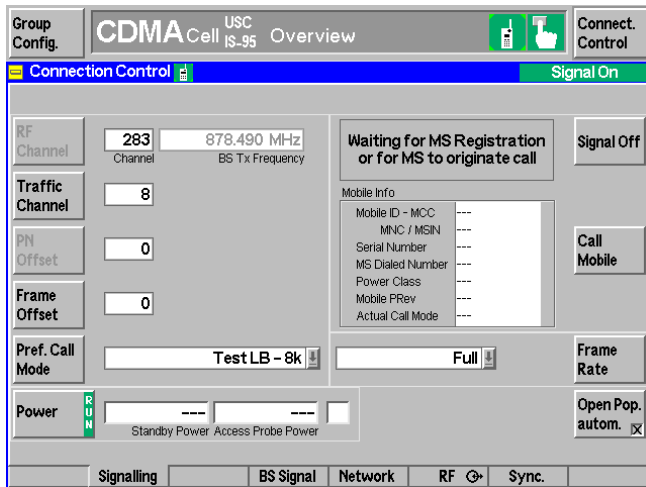 Group Config.
CDMA Cell USC IS-95 Overview
Connect. Control
Connection Control
Signal On
RF Channel
283
878.490 MHz
Channel
BS Tx Frequency
Waiting for MS Registration
or for MS to originate call
Signal Off
Traffic Channel
8
Mobile Info
Mobile ID - MCC ---
MNC / MSIN ---
Serial Number ---
MS Dialed Number ---
Power Class ---
Mobile PRev ---
Actual Call Mode ---
PN Offset
0
Call Mobile
Frame Offset
0
Pref. Call Mode
Test LB - 8k
Full
Frame Rate
Power
RUN
---
---
Standby Power
Access Probe Power
Open Pop. autom.
Signalling
BS Signal
Network
RF
Sync.